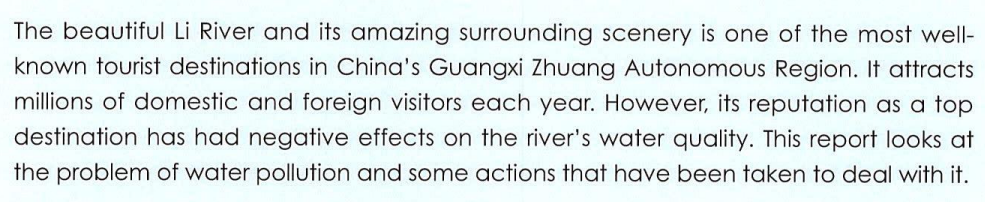 The beautiful Li River and its amazing surrounding scenery is one of the most well-
known tourist destinations in China's Guangxi Zhuang Autonomous Region. It attracts
millions of domestic and foreign visitors each year. However, its reputation as a top
destination has had negative effects on the river's water quality. This report looks at
the problem of water pollution and some actions that have been taken to deal with it.